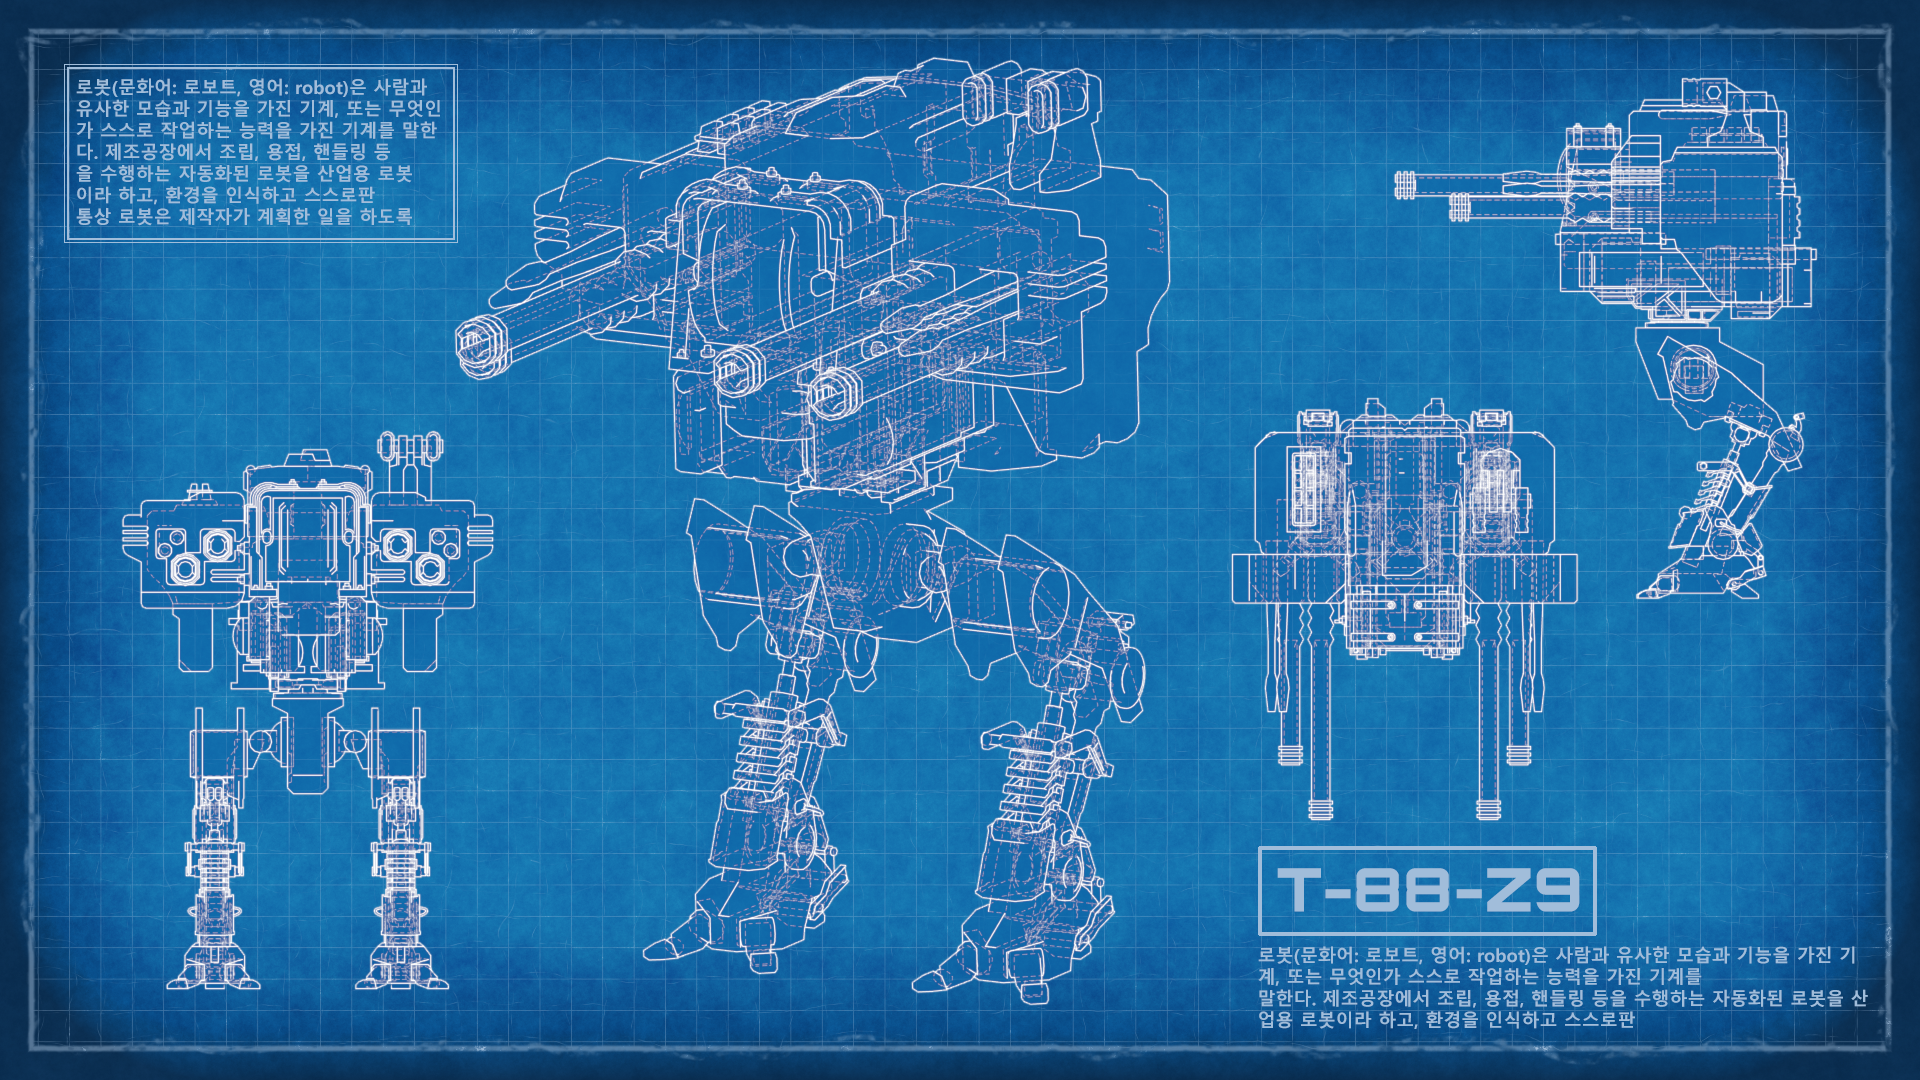 로봇(문화어: 로보트, 영어: robot)은 사람과
유사한 모습과 기능을 가진 기계, 또는 무엇인
가 스스로 작업하는 능력을 가진 기계를 말한
다. 제조공장에서 조립, 용접, 핸들링 등
을 수행하는 자동화된 로봇을 산업용 로봇
이라 하고, 환경을 인식하고 스스로판
통상 로봇은 제작자가 계획한 일을 하도록
T-88-Z9
로봇(문화어: 로보트, 영어: robot)은 사람과 유사한 모습과 기능을 가진 기
계, 또는 무엇인가 스스로 작업하는 능력을 가진 기계를
말한다. 제조공장에서 조립, 용접, 핸들링 등을 수행하는 자동화된 로봇을 산
업용 로봇이라 하고, 환경을 인식하고 스스로판